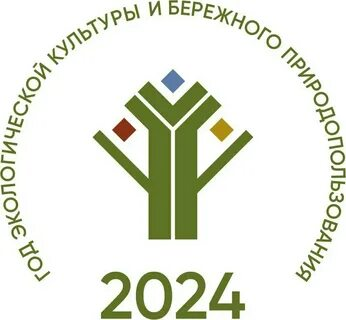 ГОД ЭКОЛОГИЧЕСКОЙ КУЛЬТУРЫ И БЕРЕЖНОГО ПРИРОДОПОЛЬЗОВАНИЯ
2024